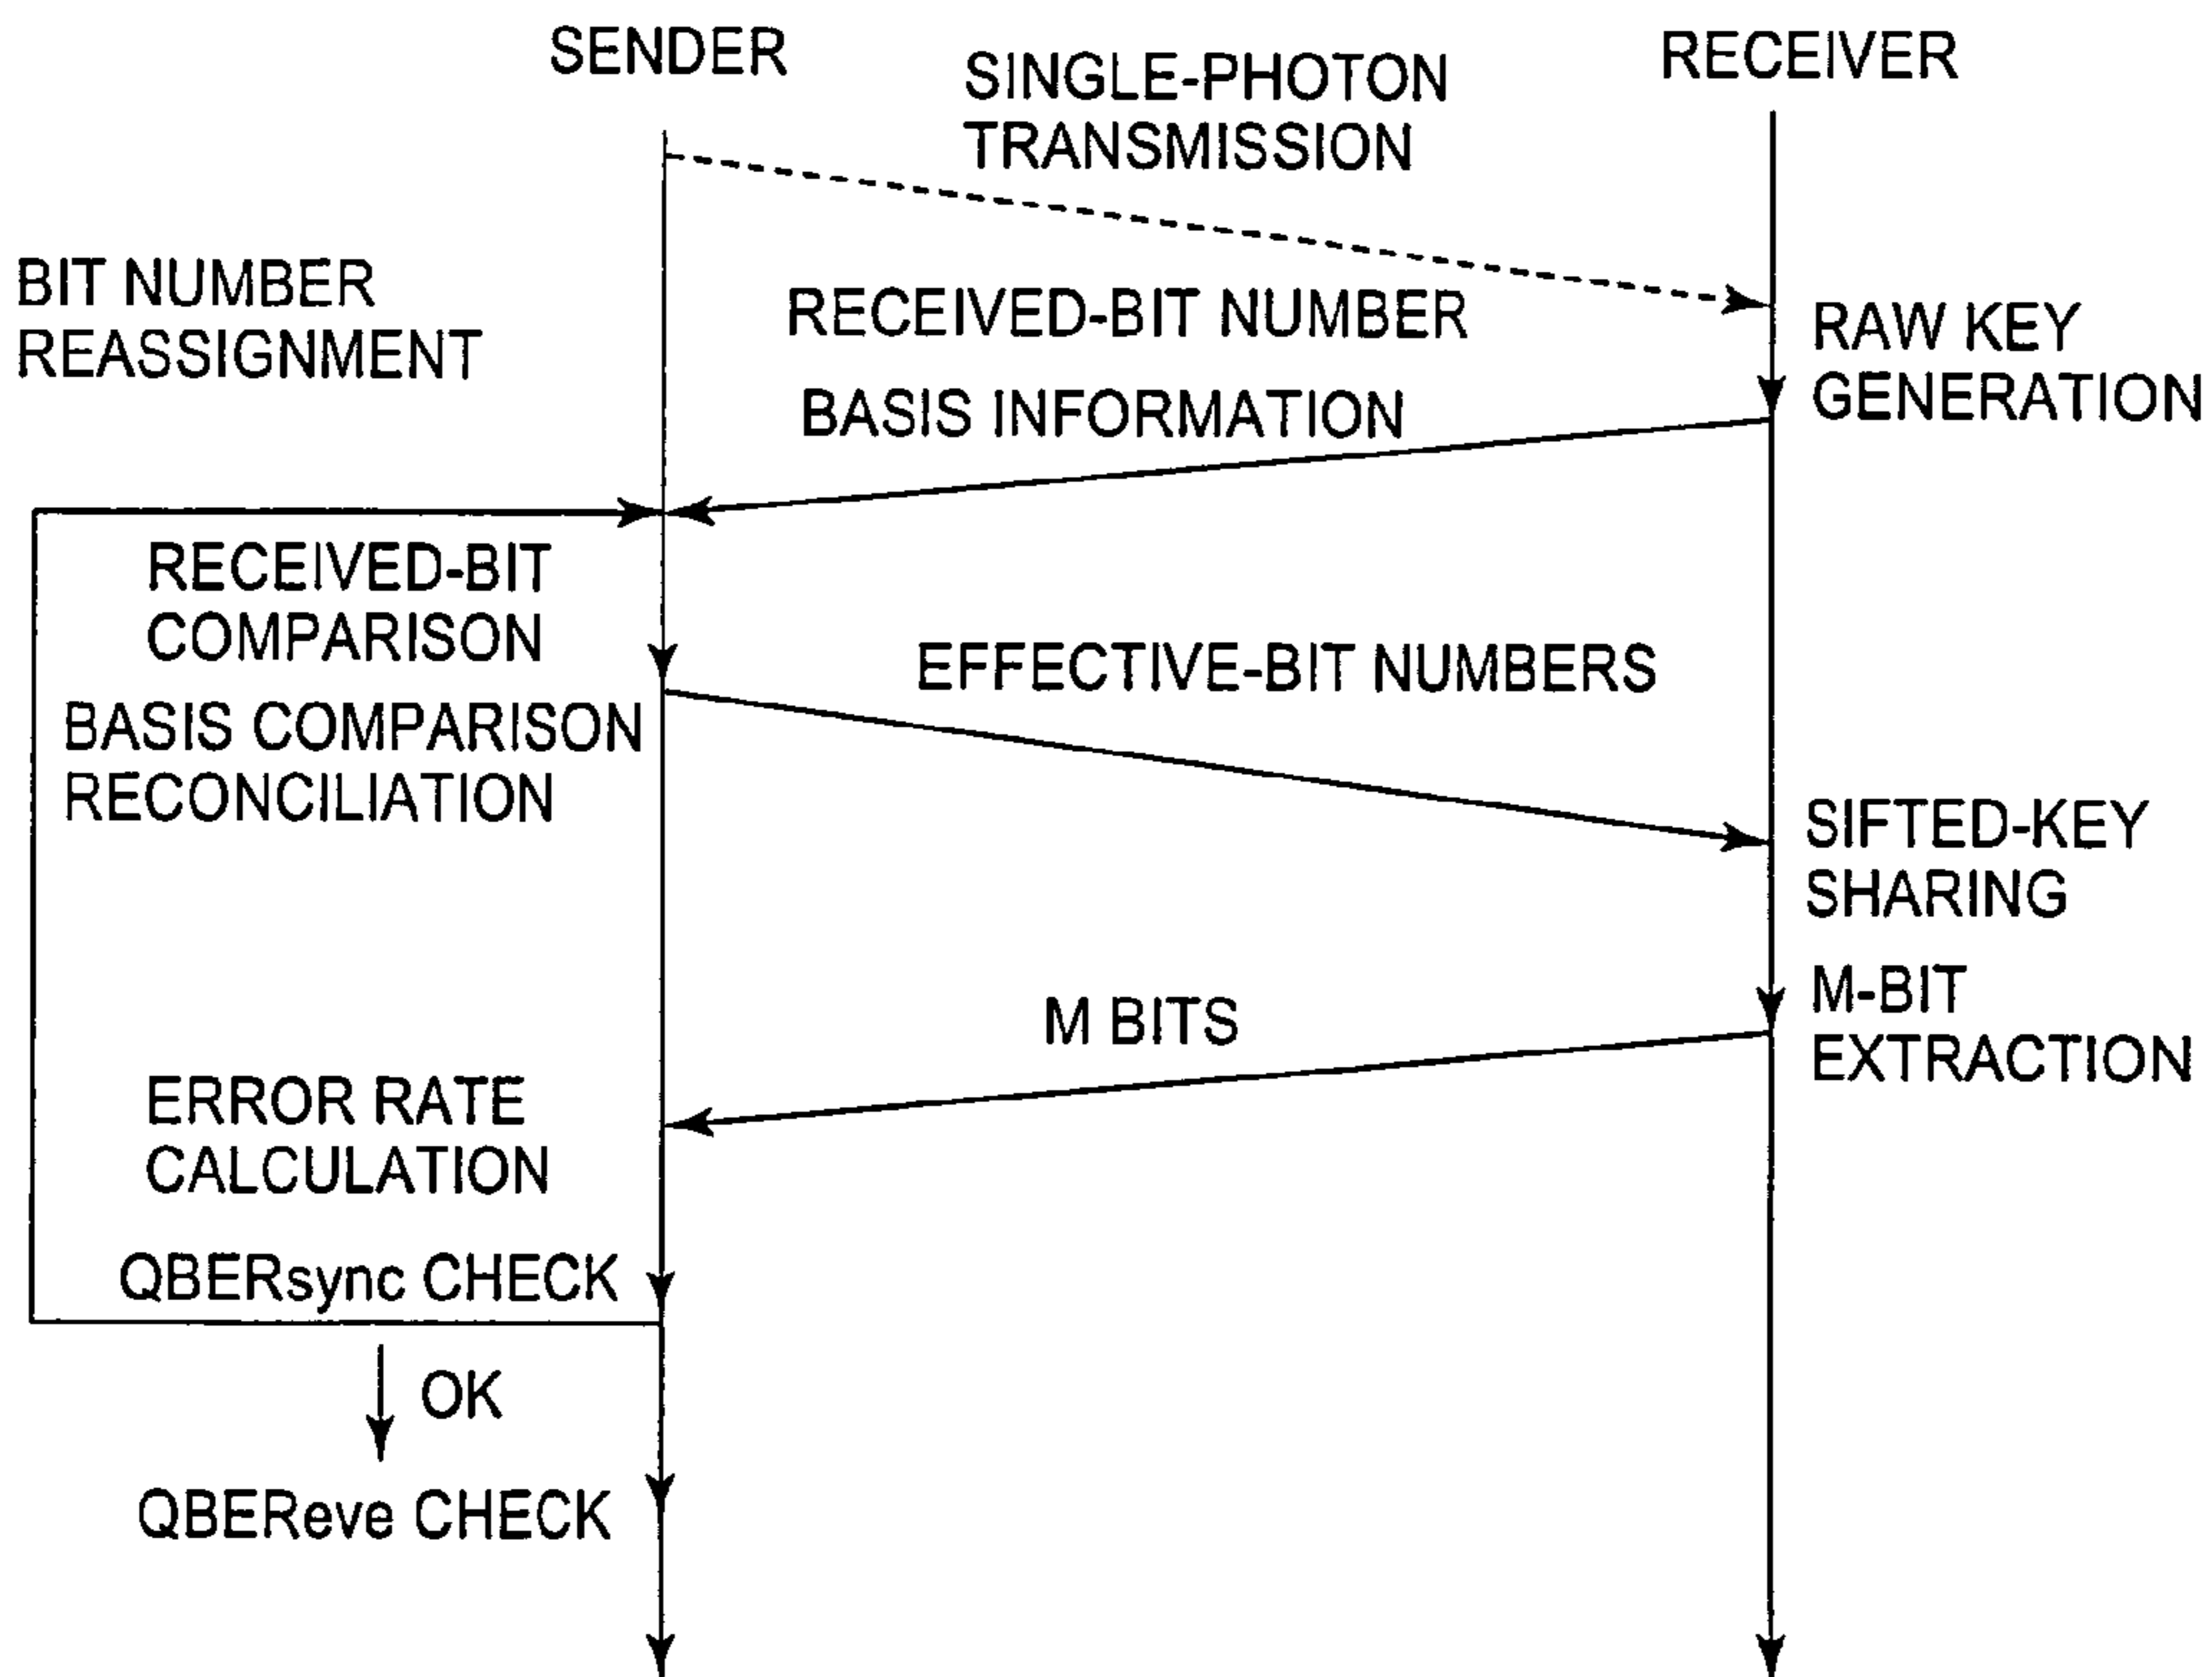 SENDER
SINGLE-PHOTON
TRANSMISSION
RECEIVER
BIT NUMBER
REASSIGNMENT
RECEIVED-BIT NUMBER
BASIS INFORMATION
RAW KEY
GENERATION
RECEIVED-BIT
COMPARISON
BASIS COMPARISON
RECONCILIATION
EFFECTIVE-BIT NUMBERS
SIFTED-KEY
SHARING
M BITS
M-BIT
EXTRACTION
ERROR RATE
CALCULATION
QBERsync CHECK
OK
QBEReve CHECK